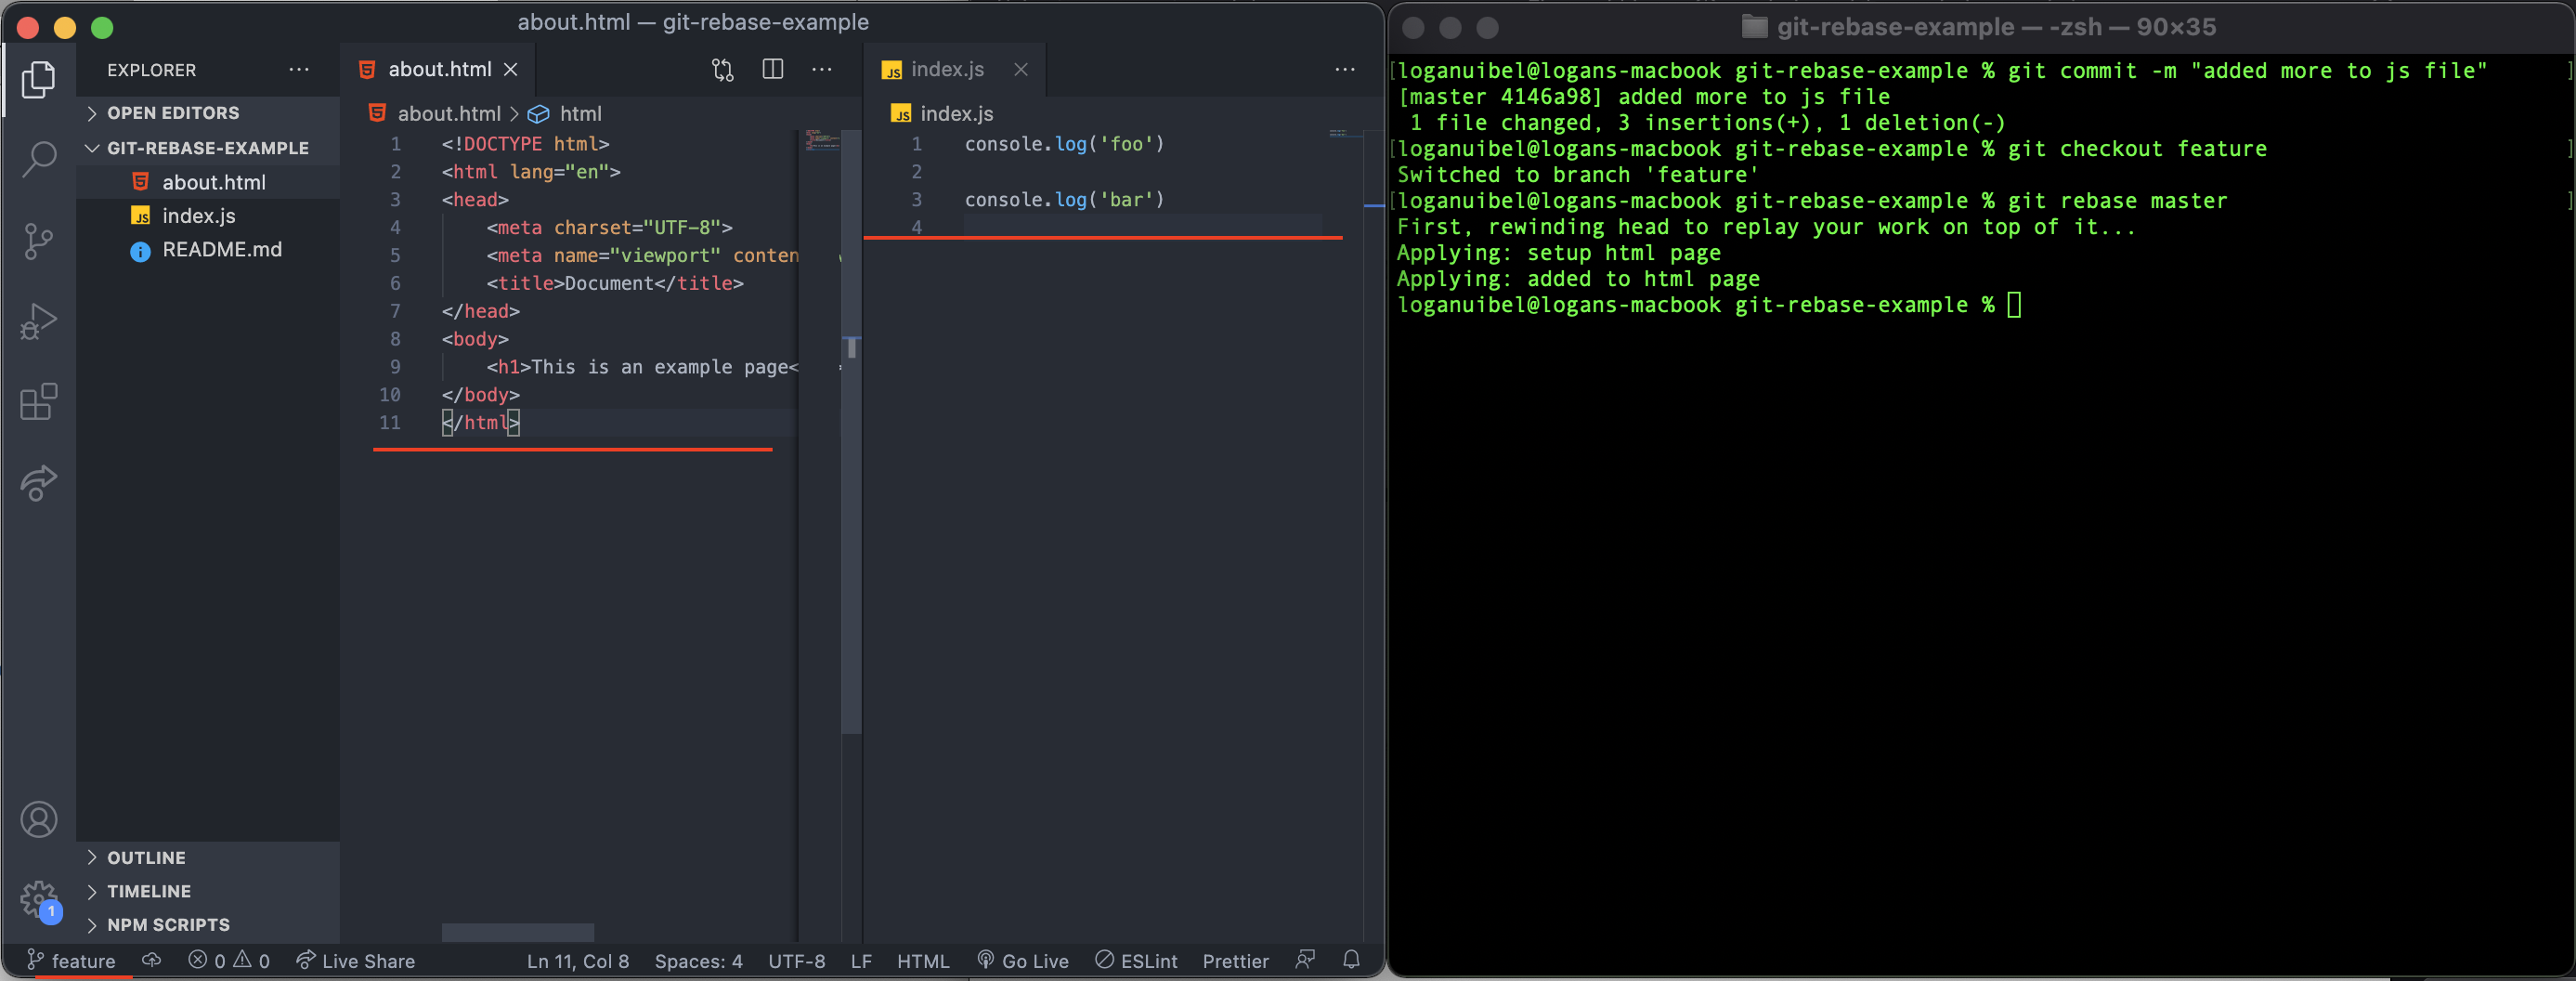 about.html — git-rebase-example
EXPLORER
OPEN EDITORS
GIT-REBASE-EXAMPLE
about.html
index.js
README.md
OUTLINE
TIMELINE
NPM SCRIPTS
about.html
about.html > html
1 <!DOCTYPE html>
2 <html lang="en">
3 <head>
4 <meta charset="UTF-8">
5 <meta name="viewport" conten
6 <title>Document</title>
7 </head>
8 <body>
9 <h1>This is an example page<
10 </body>
11 </html>
index.js
index.js
1 console.log('foo')
2
3 console.log('bar')
4
feature
0 0
Live Share
Ln 11, Col 8
Spaces: 4
UTF-8
LF
HTML
Go Live
ESLint
Prettier
1
git-rebase-example — -zsh — 90×35
[loganuibel@logans-macbook git-rebase-example % git commit -m "added more to js file" ]
[master 4146a98] added more to js file
1 file changed, 3 insertions(+), 1 deletion(-)
[loganuibel@logans-macbook git-rebase-example % git checkout feature ]
Switched to branch 'feature'
[loganuibel@logans-macbook git-rebase-example % git rebase master ]
First, rewinding head to replay your work on top of it...
Applying: setup html page
Applying: added to html page
loganuibel@logans-macbook git-rebase-example %